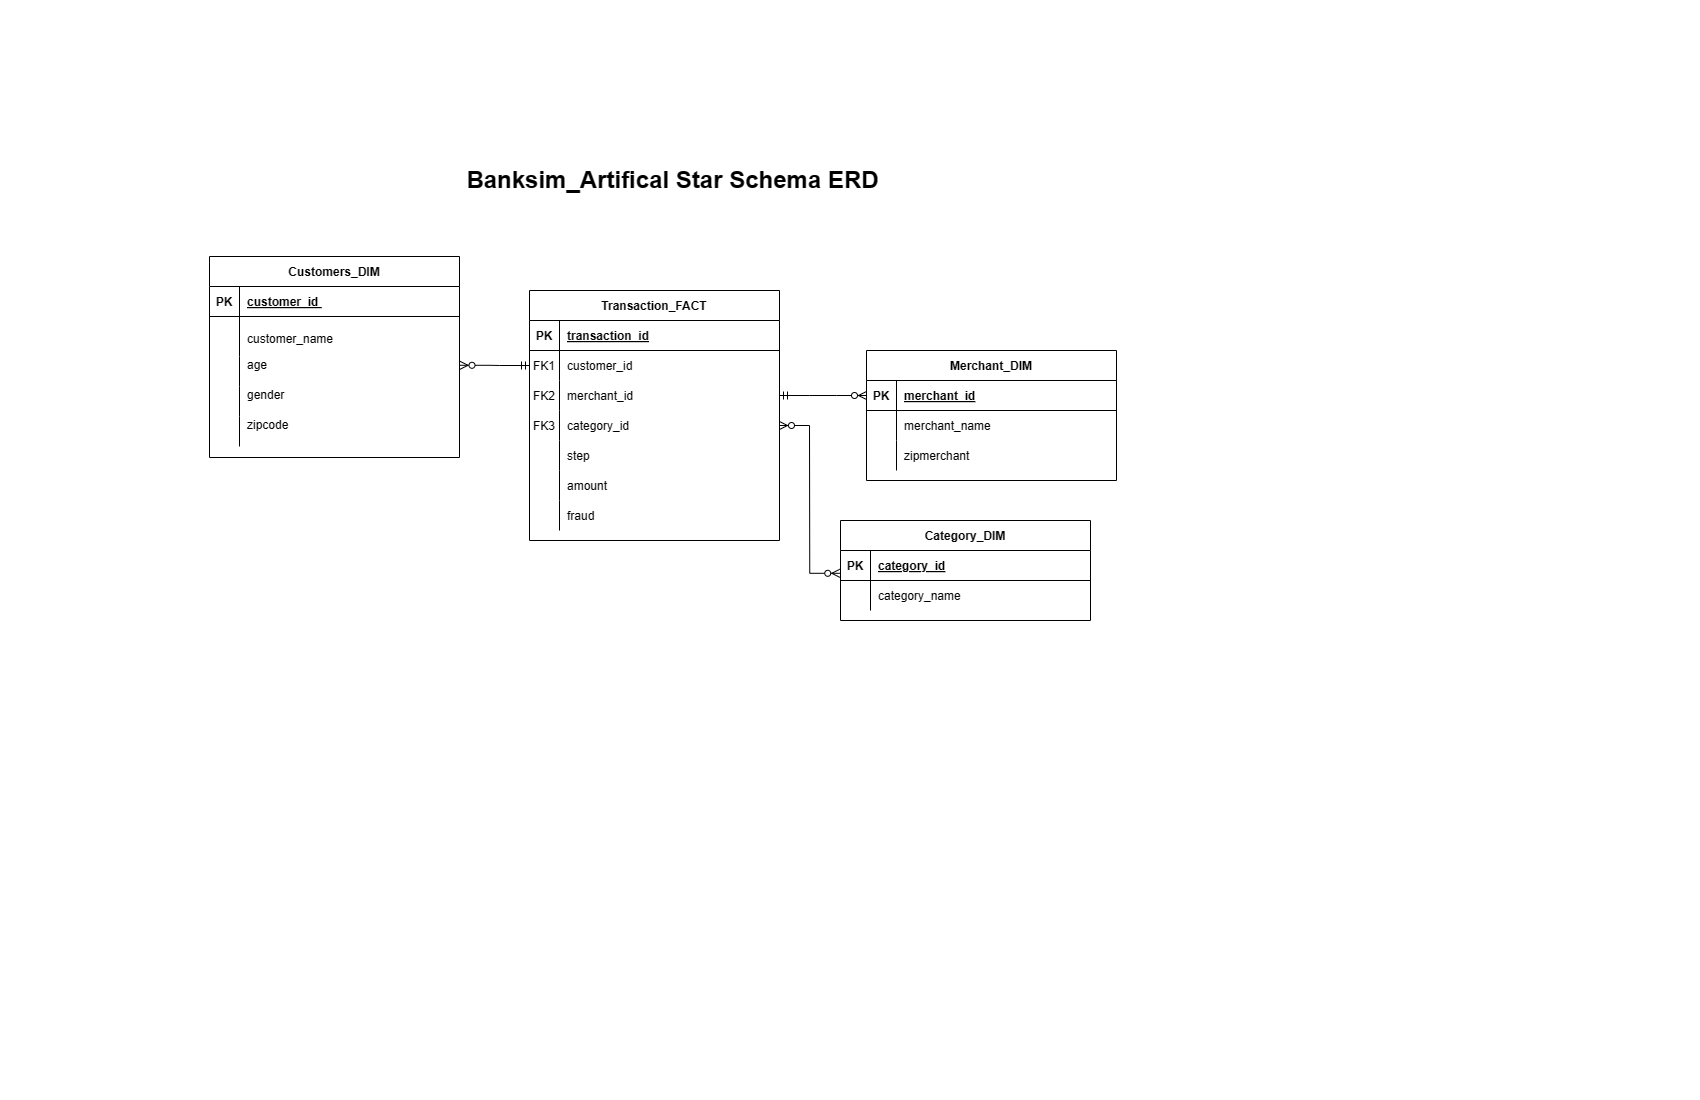 Banksim_Artifical Star Schema ERD
Customers_DIM
PK customer_id
customer_name
age
gender
zipcode
Transaction_FACT
PK transaction_id
FK1 customer_id
FK2 merchant_id
FK3 category_id
step
amount
fraud
Merchant_DIM
PK merchant_id
merchant_name
zipmerchant
Category_DIM
PK category_id
category_name